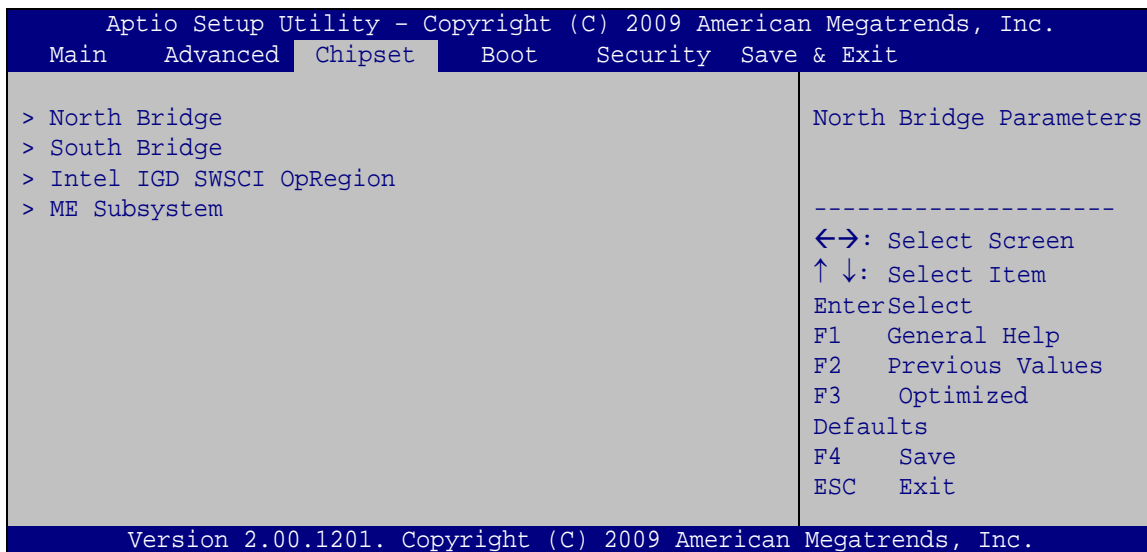 Aptio Setup Utility – Copyright (C) 2009 American Megatrends, Inc.
Main Advanced Chipset Boot Security Save & Exit
> North Bridge
> South Bridge
> Intel IGD SWSCI OpRegion
> ME Subsystem
North Bridge Parameters
---------------------
←→: Select Screen
↑ ↓: Select Item
EnterSelect
F1 General Help
F2 Previous Values
F3 Optimized
Defaults
F4 Save
ESC Exit
Version 2.00.1201. Copyright (C) 2009 American Megatrends, Inc.